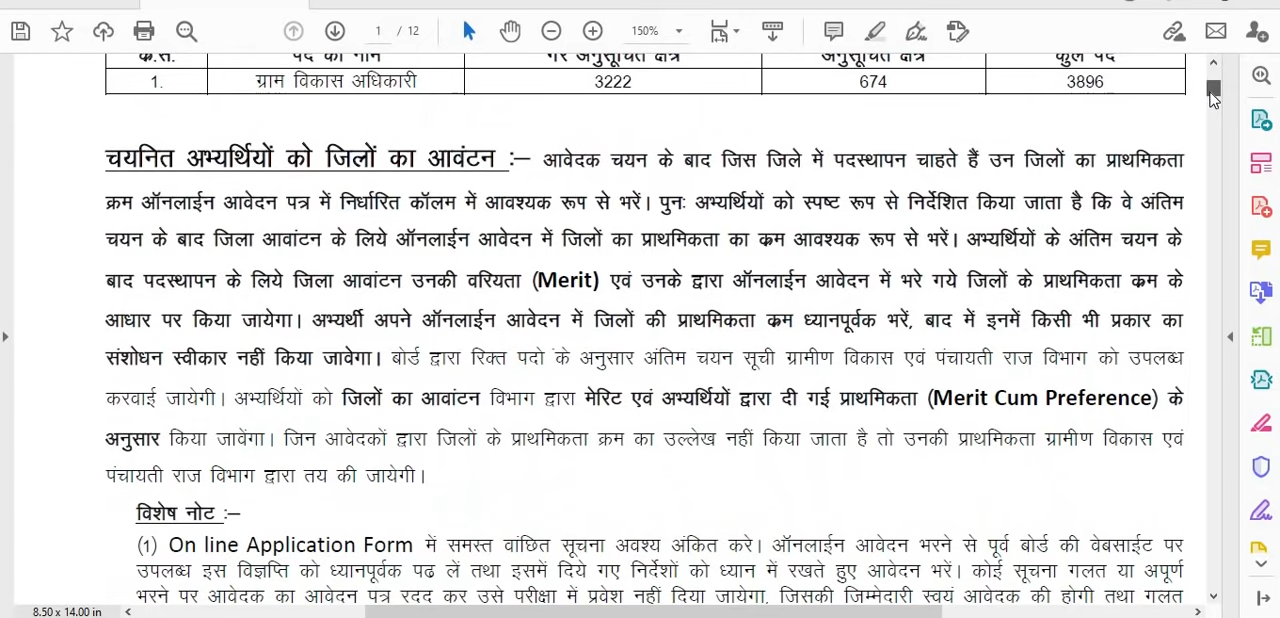 1 / 12
150%
क्र.सं. पद का नाम गैर अनुसूचित क्षेत्र अनुसूचित क्षेत्र कुल पद
1. ग्राम विकास अधिकारी 3222 674 3896
चयनित अभ्यर्थियों को जिलों का आवंटन :– आवेदक चयन के बाद जिस जिले में पदस्थापन चाहते हैं उन जिलों का प्राथमिकता
क्रम ऑनलाईन आवेदन पत्र में निर्धारित कॉलम में आवश्यक रूप से भरें। पुनः अभ्यर्थियों को स्पष्ट रूप से निर्देशित किया जाता है कि वे अंतिम
चयन के बाद जिला आवांटन के लिये ऑनलाईन आवेदन में जिलों का प्राथमिकता का क्रम आवश्यक रूप से भरें। अभ्यर्थियों के अंतिम चयन के
बाद पदस्थापन के लिये जिला आवांटन उनकी वरियता (Merit) एवं उनके द्वारा ऑनलाईन आवेदन में भरे गये जिलों के प्राथमिकता क्रम के
आधार पर किया जायेगा। अभ्यर्थी अपने ऑनलाईन आवेदन में जिलों की प्राथमिकता क्रम ध्यानपूर्वक भरें, बाद में इनमें किसी भी प्रकार का
संशोधन स्वीकार नहीं किया जावेगा। बोर्ड द्वारा रिक्त पदो के अनुसार अंतिम चयन सूची ग्रामीण विकास एवं पंचायती राज विभाग को उपलब्ध
करवाई जायेगी। अभ्यर्थियों को जिलों का आवांटन विभाग द्वारा मेरिट एवं अभ्यर्थियों द्वारा दी गई प्राथमिकता (Merit Cum Preference) के
अनुसार किया जावेंगा। जिन आवेदकों द्वारा जिलों के प्राथमिकता क्रम का उल्लेख नहीं किया जाता है तो उनकी प्राथमिकता ग्रामीण विकास एवं
पंचायती राज विभाग द्वारा तय की जायेगी।
विशेष नोट :–
(1) On line Application Form में समस्त वांछित सूचना अवश्य अंकित करे। ऑनलाईन आवेदन भरने से पूर्व बोर्ड की वेबसाईट पर
उपलब्ध इस विज्ञप्ति को ध्यानपूर्वक पढ लें तथा इसमें दिये गए निर्देशों को ध्यान में रखते हुए आवेदन भरें। कोई सूचना गलत या अपूर्ण
भरने पर आवेदक का आवेदन पत्र रदद कर उसे परीक्षा में प्रवेश नहीं दिया जायेगा, जिसकी जिम्मेदारी स्वयं आवेदक की होगी तथा गलत
8.50 x 14.00 in